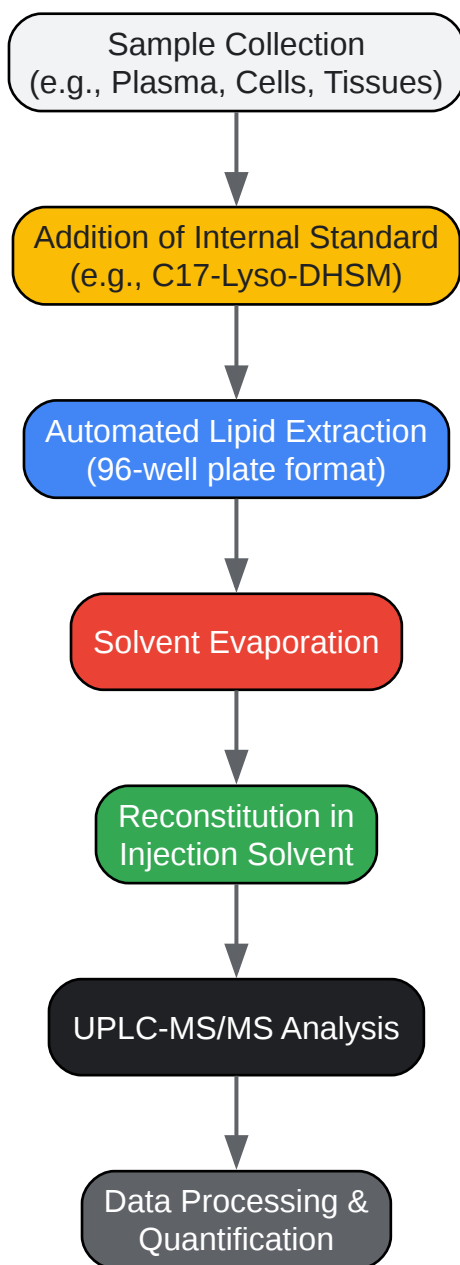 Sample Collection
(e.g., Plasma, Cells, Tissues)
Addition of Internal Standard
(e.g., C17-Lyso-DHSM)
Automated Lipid Extraction
(96-well plate format)
Solvent Evaporation
Reconstitution in
Injection Solvent
UPLC-MS/MS Analysis
Data Processing &
Quantification